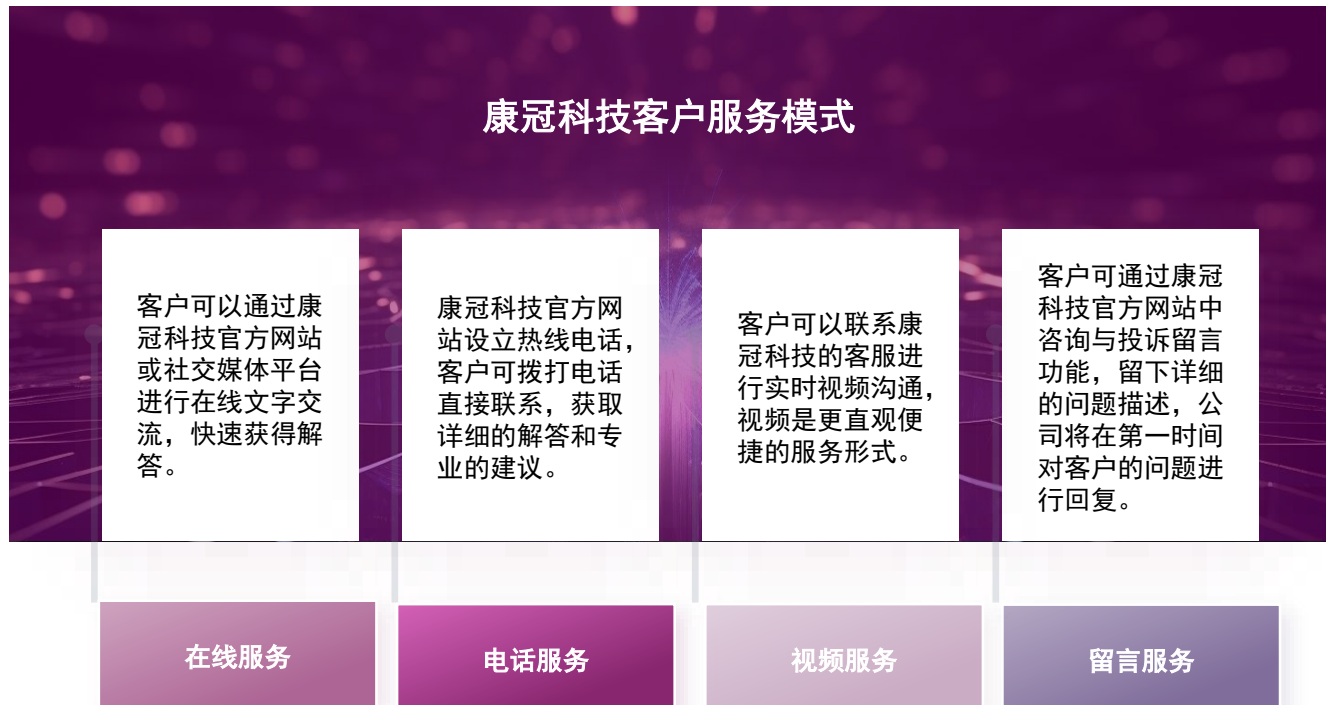 康冠科技客户服务模式
客户可以通过康
冠科技官方网站
或社交媒体平台
进行在线文字交
流，快速获得解
答。
康冠科技官方网
站设立热线电话，
客户可拨打电话
直接联系，获取
详细的解答和专
业的建议。
客户可以联系康
冠科技的客服进
行实时视频沟通，
视频是更直观便
捷的服务形式。
客户可通过康冠
科技官方网站中
咨询与投诉留言
功能，留下详细
的问题描述，公
司将在第一时间
对客户的问题进
行回复。
在线服务
电话服务
视频服务
留言服务